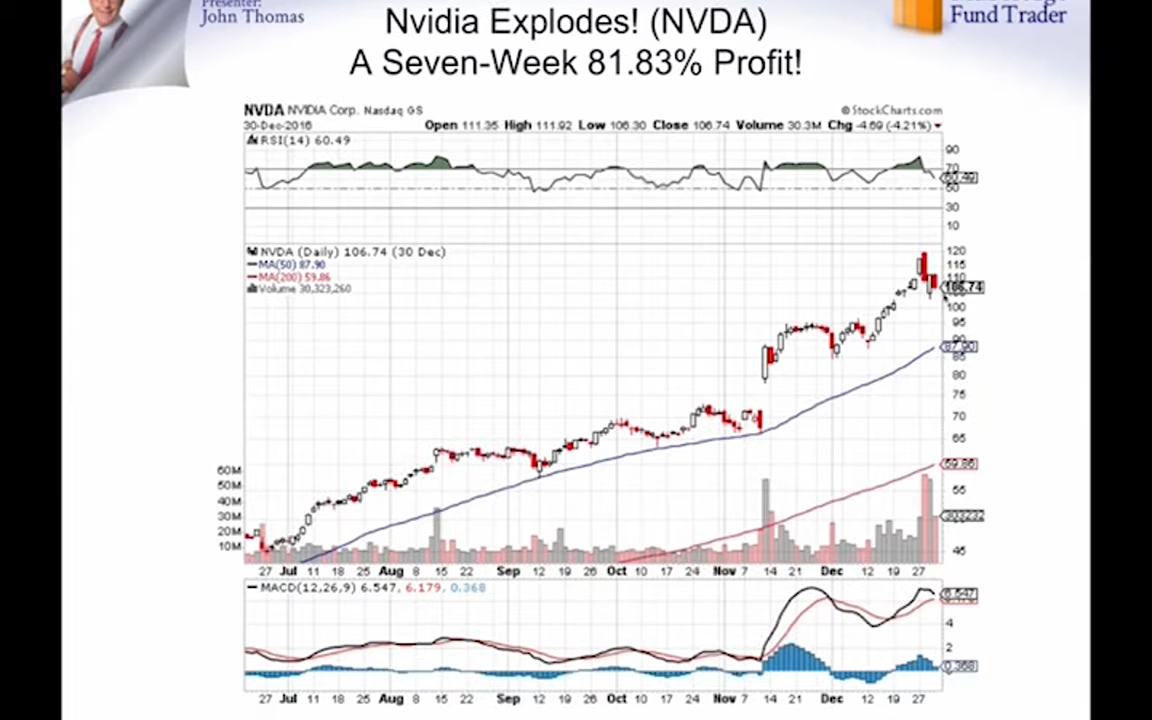 Presenter:
John Thomas
Fund Trader
Nvidia Explodes! (NVDA)
A Seven-Week 81.83% Profit!
NVDA NVIDIA Corp. Nasdaq GS © StockCharts.com
30-Dec-2016 Open 111.35 High 111.92 Low 106.30 Close 106.74 Volume 30.3M Chg -4.69 (-4.21%)
RSI(14) 60.49
90
70
60.49
50
30
10
NVDA (Daily) 106.74 (30 Dec)
MA(50) 87.90
MA(200) 59.86
Volume 30,323,260
120
115
110
106.74
100
95
90
87.90
85
80
75
70
65
60M 59.86
50M 55
40M
30M
20M
10M 45
27 Jul 11 18 25 Aug 8 15 22 Sep 12 19 26 Oct 10 17 24 Nov 7 14 21 Dec 12 19 27
MACD(12,26,9) 6.547, 6.179, 0.368
6.547
4
2
0.368
27 Jul 11 18 25 Aug 8 15 22 Sep 12 19 26 Oct 10 17 24 Nov 7 14 21 Dec 12 19 27